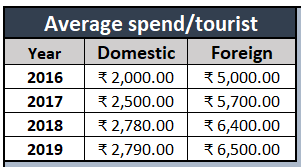 Average spend/tourist
Year Domestic Foreign
2016 ₹ 2,000.00 ₹ 5,000.00
2017 ₹ 2,500.00 ₹ 5,700.00
2018 ₹ 2,780.00 ₹ 6,400.00
2019 ₹ 2,790.00 ₹ 6,500.00